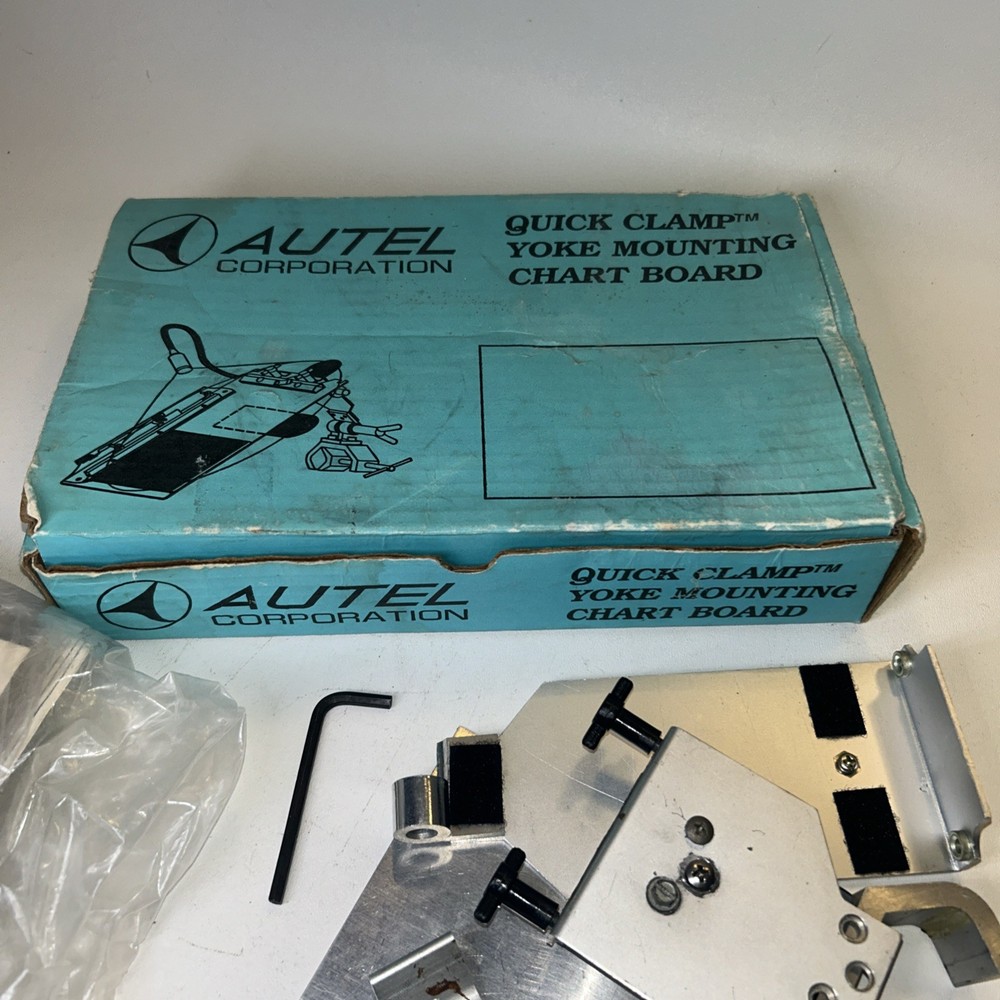 AUTEL
CORPORATION
QUICK CLAMP™
YOKE MOUNTING
CHART BOARD
AUTEL
CORPORATION
QUICK CLAMP™
YOKE MOUNTING
CHART BOARD